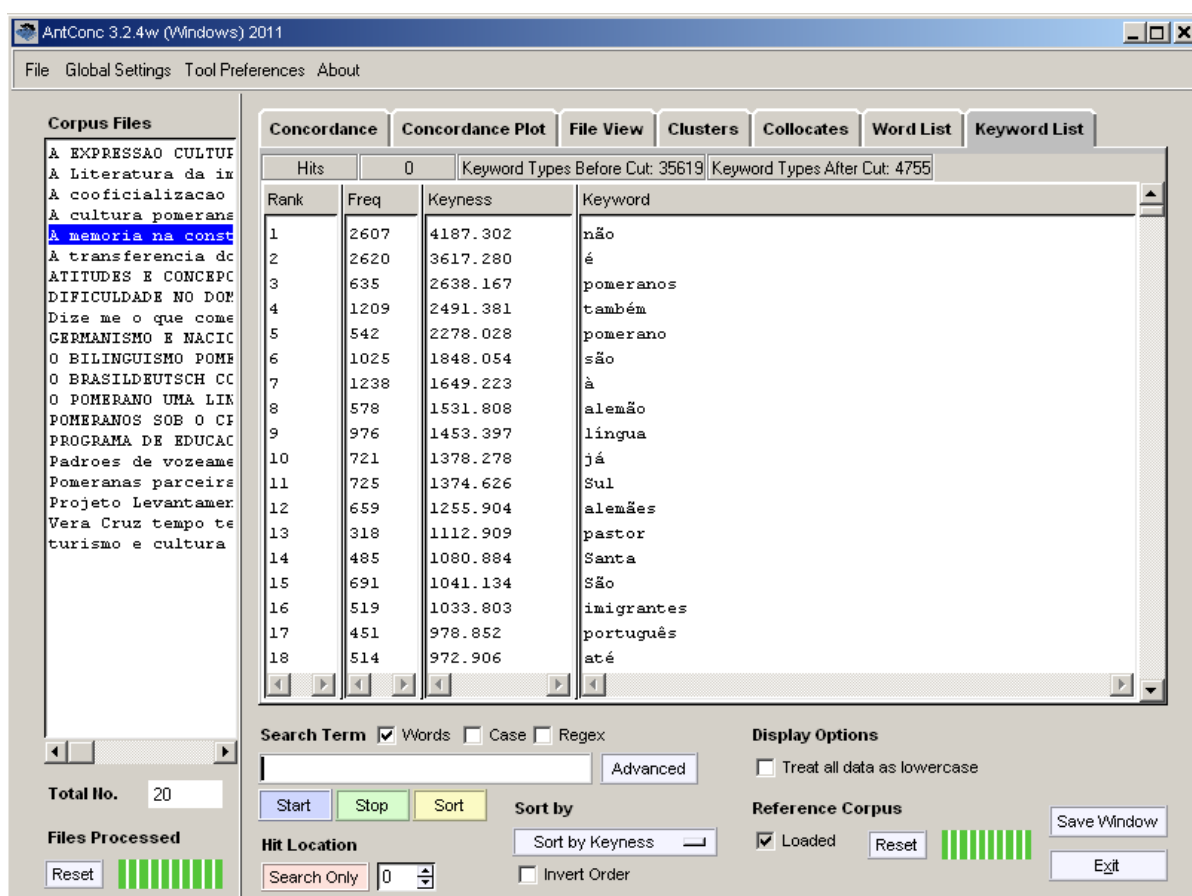 AntConc 3.2.4w (Windows) 2011
File Global Settings Tool Preferences About
Corpus Files
A EXPRESSAO CULTUF
A Literatura da im
A cooficializacao
A cultura pomerans
A memoria na const
A transferencia do
ATITUDES E CONCEPC
DIFICULDADE NO DOM
Dize me o que come
GERMANISMO E NACIC
O BILINGUISMO POME
O BRASILDEUTSCH CC
O POMERANO UMA LIN
POMERANOS SOB O CF
PROGRAMA DE EDUCAC
Padroes de vozeame
Pomeranas parceira
Projeto Levantamen
Vera Cruz tempo te
turismo e cultura
Total No. 20
Files Processed
Reset
Concordance Concordance Plot File View Clusters Collocates Word List Keyword List
Hits 0 Keyword Types Before Cut: 35619 Keyword Types After Cut: 4755
Rank Freq Keyness Keyword
1 2607 4187.302 não
2 2620 3617.280 é
3 635 2638.167 pomeranos
4 1209 2491.381 também
5 542 2278.028 pomerano
6 1025 1848.054 são
7 1238 1649.223 à
8 578 1531.808 alemão
9 976 1453.397 língua
10 721 1378.278 já
11 725 1374.626 Sul
12 659 1255.904 alemães
13 318 1112.909 pastor
14 485 1080.884 Santa
15 691 1041.134 São
16 519 1033.803 imigrantes
17 451 978.852 português
18 514 972.906 até
Search Term Words Case Regex
Advanced
Start Stop Sort
Hit Location
Search Only 0
Sort by
Sort by Keyness
Invert Order
Display Options
Treat all data as lowercase
Reference Corpus
Loaded Reset
Save Window
Exit